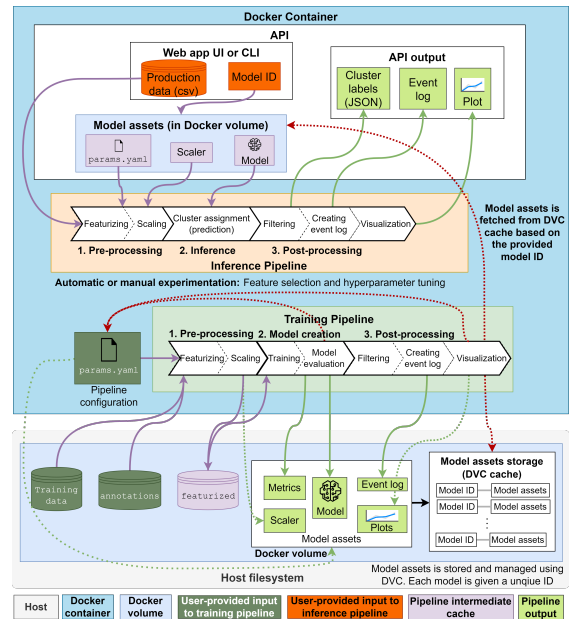 Docker Container
API
Web app UI or CLI
Production
data (csv)
Model ID
API output
Cluster
labels
(JSON)
Event
log
Plot
Model assets (in Docker volume)
params.yaml
Scaler
Model
Model assets is
fetched from DVC
cache based on
the provided
model ID
Featurizing
Scaling
Cluster assignment
(prediction)
Filtering
Creating
event log
Visualization
1. Pre-processing
2. Inference
3. Post-processing
Inference Pipeline
Automatic or manual experimentation: Feature selection and hyperparameter tuning
Training Pipeline
1. Pre-processing
2. Model creation
3. Post-processing
params.yaml
Pipeline
configuration
Featurizing
Scaling
Training
Model
evaluation
Filtering
Creating
event log
Visualization
Training
data
annotations
featurized
Metrics
Scaler
Model
Event log
Plots
Model assets
Docker volume
Model assets storage
(DVC cache)
Model ID
Model assets
Model ID
Model assets
Model ID
Model assets
Host filesystem
Model assets is stored and managed using
DVC. Each model is given a unqiue ID
Host
Docker
container
Docker
volume
User-provided input
to training pipeline
User-provided input to
inference pipeline
Pipeline intermediate
cache
Pipeline
output